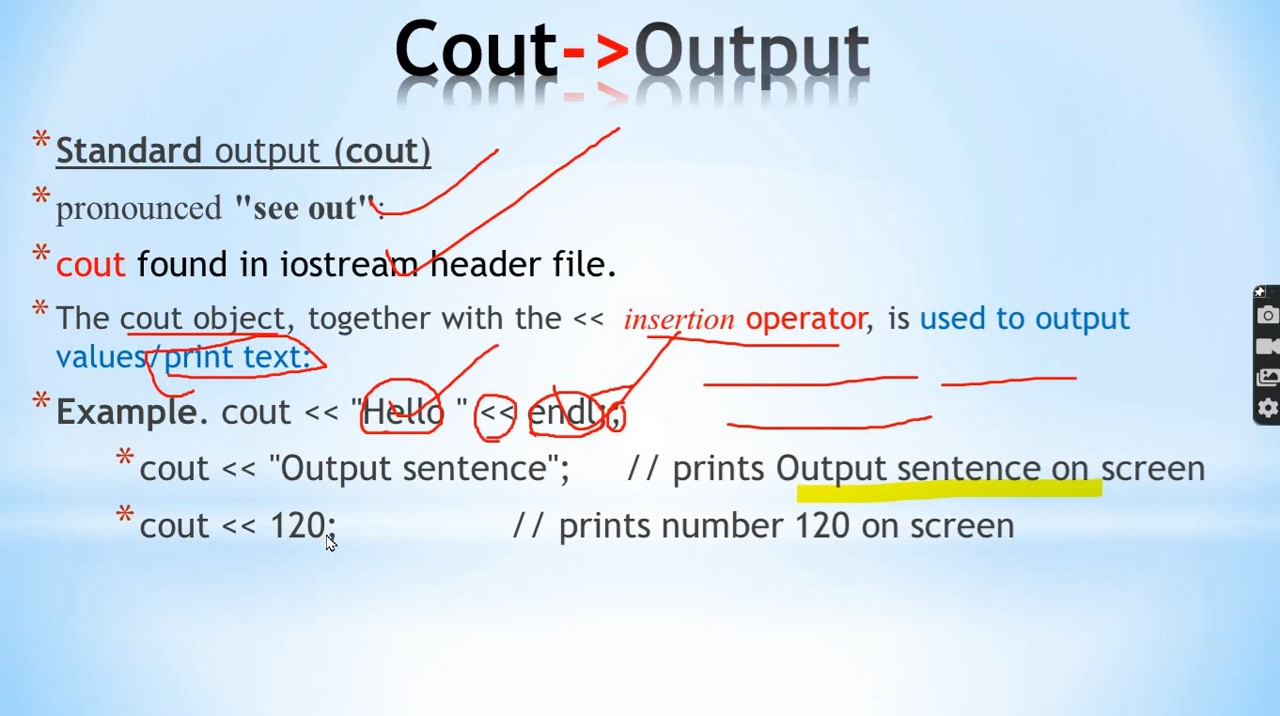 Cout->Output
* Standard output (cout)
* pronounced "see out":
* cout found in iostream header file.
* The cout object, together with the << insertion operator, is used to output
values/print text:
* Example. cout << "Hello " << endl;
* cout << "Output sentence"; // prints Output sentence on screen
* cout << 120; // prints number 120 on screen